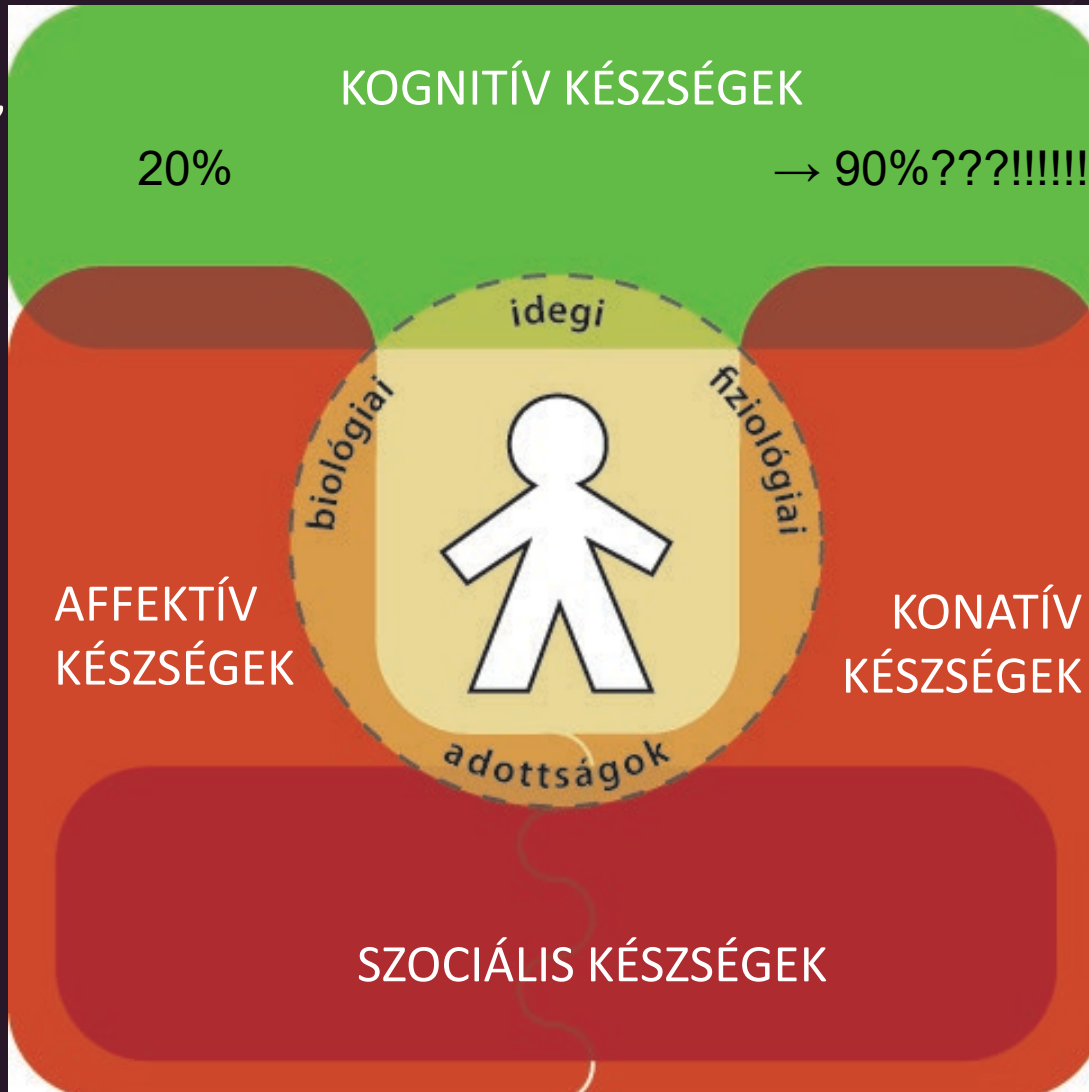 KOGNITÍV KÉSZSÉGEK
20%
→ 90%???!!!!!!
idegi
biológiai
fiziológiai
AFFEKTÍV
KÉSZSÉGEK
KONATÍV
KÉSZSÉGEK
adottságok
SZOCIÁLIS KÉSZSÉGEK